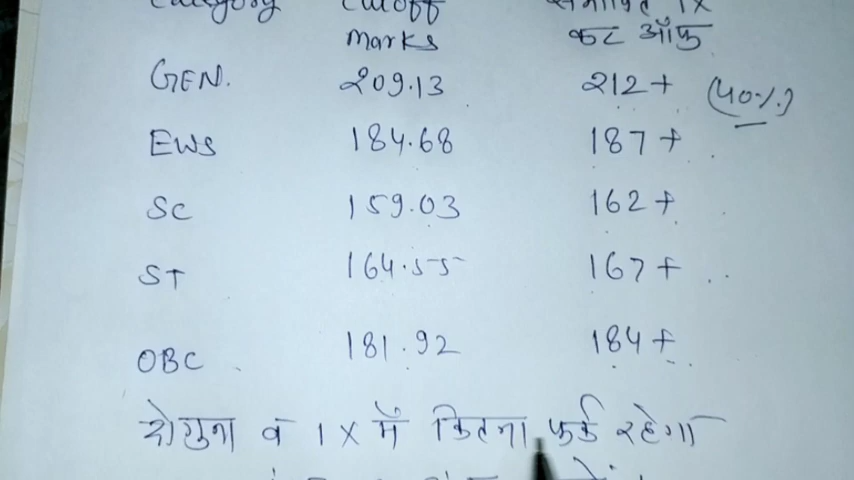 Category Cutoff संभावित 1X
Marks कट ऑफ
GEN. 209.13 212+ (40%)
EWS 184.68 187+
SC 159.03 162+
ST 164.55 167+
OBC 181.92 184+
दोगुना व 1X में कितना फर्क रहेगा